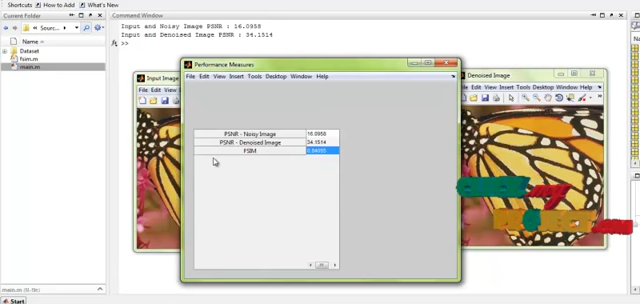 Shortcuts How to Add What's New
Current Folder
Command Window
Sourc...
Name
Dataset
fsim.m
main.m
Input and Noisy Image PSNR : 16.0958
Input and Denoised Image PSNR : 34.1514
fx >>
Performance Measures
File Edit View Insert Tools Desktop Window Help
PSNR - Noisy Image 16.0958
PSNR - Denoised Image 34.1514
FSIM
Input Image
File Edit View
Denoised Image
File Edit View Insert Tools Desktop Window Help
main.m
Start